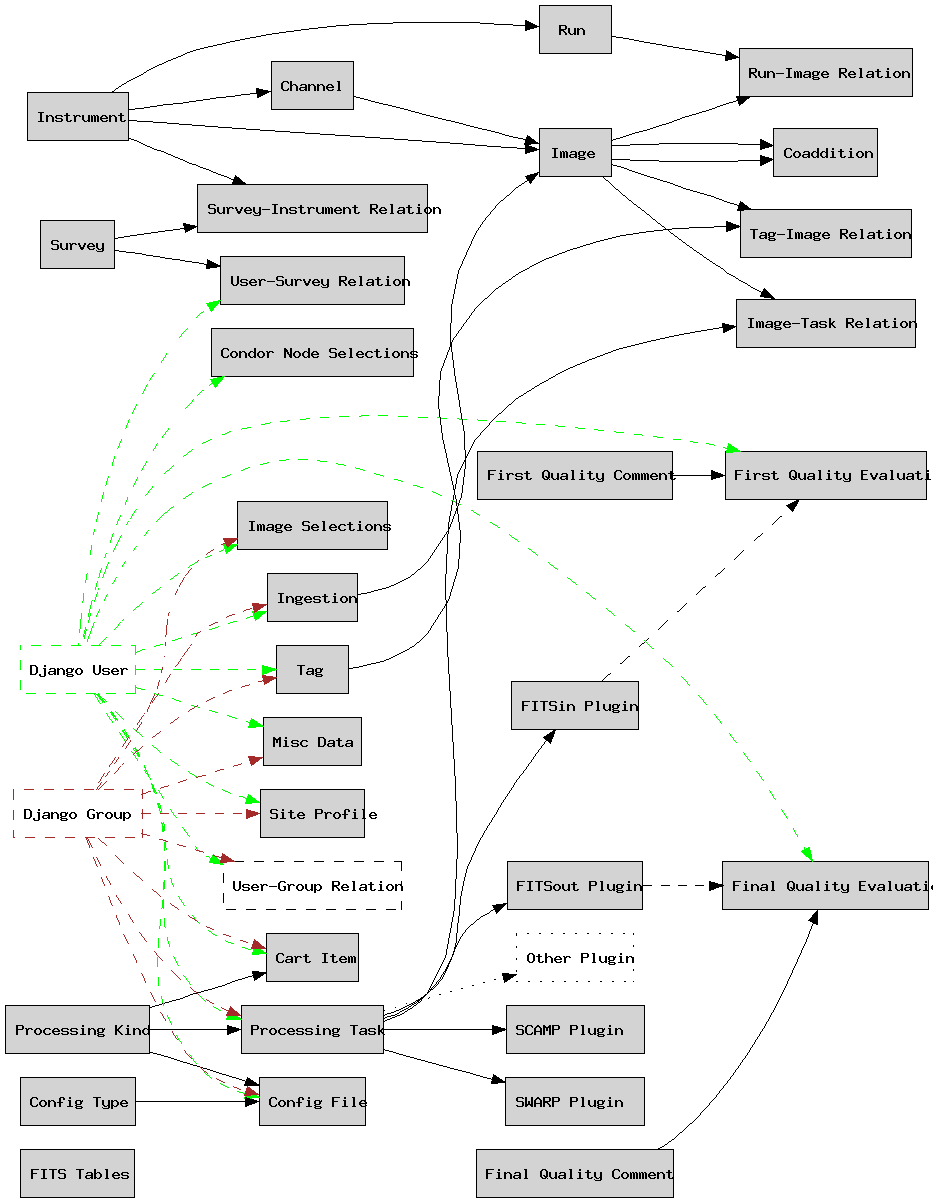 Run
Run-Image Relation
Channel
Instrument
Image
Coaddition
Survey-Instrument Relation
Survey
Tag-Image Relation
User-Survey Relation
Image-Task Relation
Condor Node Selections
First Quality Comment
First Quality Evaluati
Image Selections
Ingestion
Django User
Tag
FITSin Plugin
Misc Data
Django Group
Site Profile
User-Group Relation
FITSout Plugin
Final Quality Evaluati
Cart Item
Other Plugin
Processing Kind
Processing Task
SCAMP Plugin
Config Type
Config File
SWARP Plugin
FITS Tables
Final Quality Comment